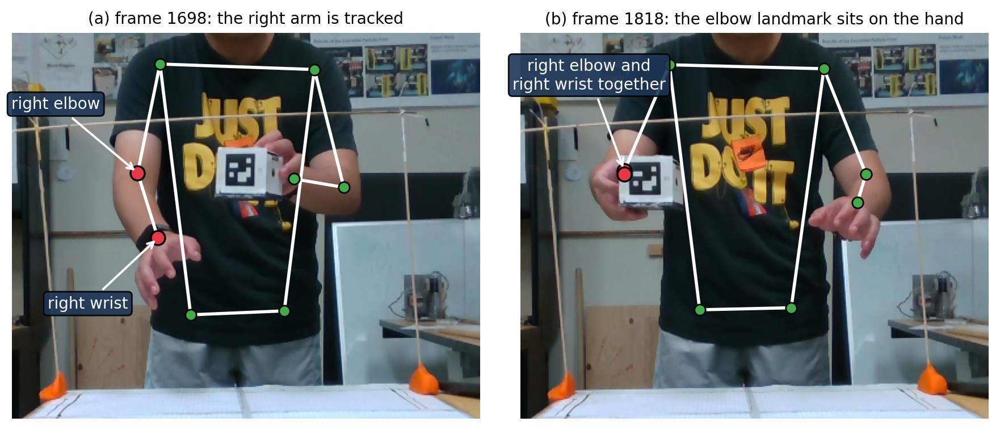 (a) frame 1698: the right arm is tracked
right elbow
right wrist
JUST
DO
(b) frame 1818: the elbow landmark sits on the hand
right elbow and
right wrist together
JUST
DO IT